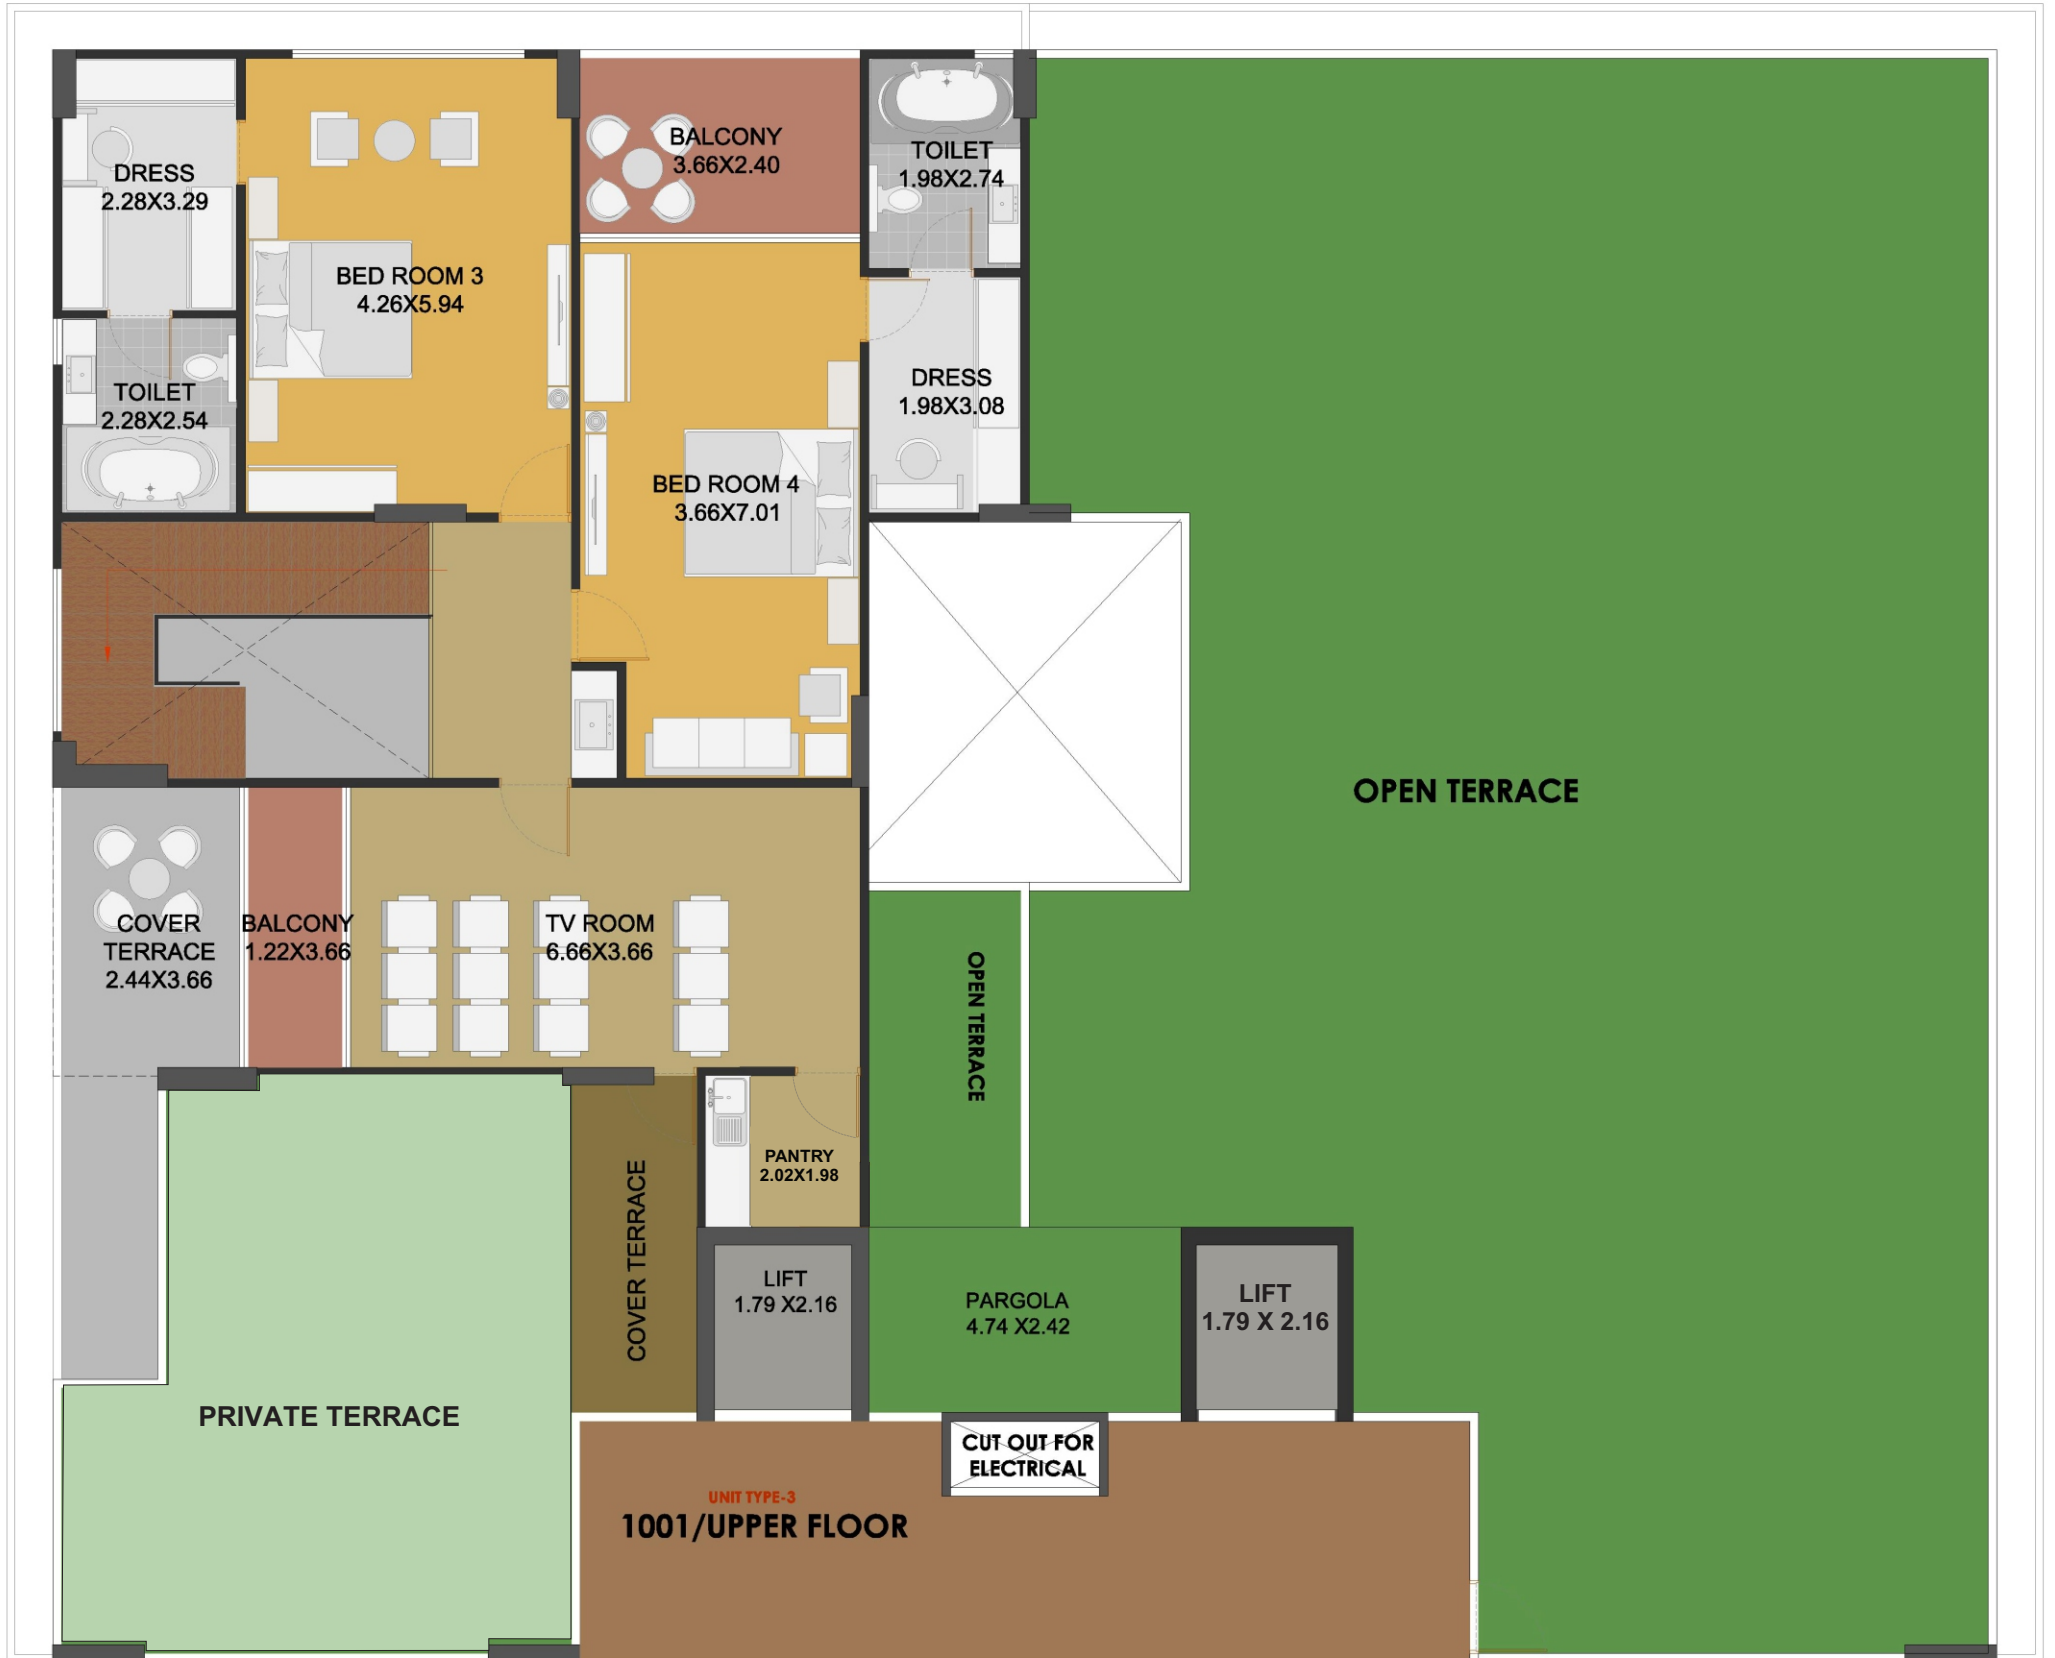 BALCONY
3.66X2.40
TOILET
1.98X2.74
DRESS
2.28X3.29
BED ROOM 3
4.26X5.94
TOILET
2.28X2.54
DRESS
1.98X3.08
BED ROOM 4
3.66X7.01
OPEN TERRACE
COVER
TERRACE
2.44X3.66
BALCONY
1.22X3.66
TV ROOM
6.66X3.66
OPEN TERRACE
PANTRY
2.02X1.98
COVER TERRACE
LIFT
1.79 X2.16
PARGOLA
4.74 X2.42
LIFT
1.79 X 2.16
PRIVATE TERRACE
CUT OUT FOR
ELECTRICAL
UNIT TYPE-3
1001/UPPER FLOOR